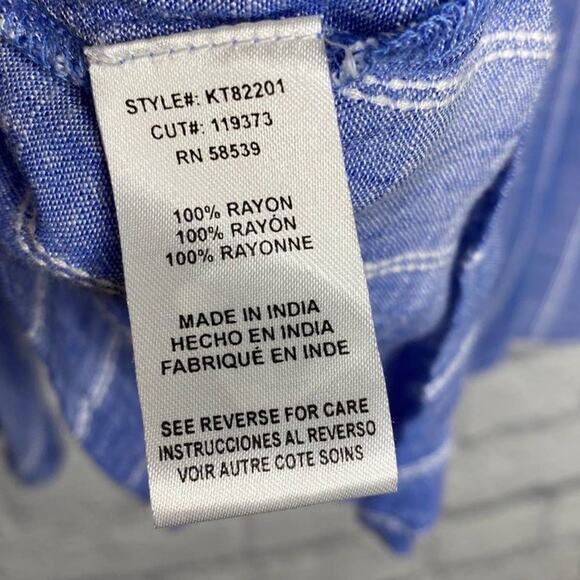 STYLE#: KT82201
CUT#: 119373
RN 58539
100% RAYON
100% RAYÓN
100% RAYONNE
MADE IN INDIA
HECHO EN INDIA
FABRIQUÉ EN INDE
SEE REVERSE FOR CARE
INSTRUCCIONES AL REVERSO
VOIR AUTRE COTE SOINS